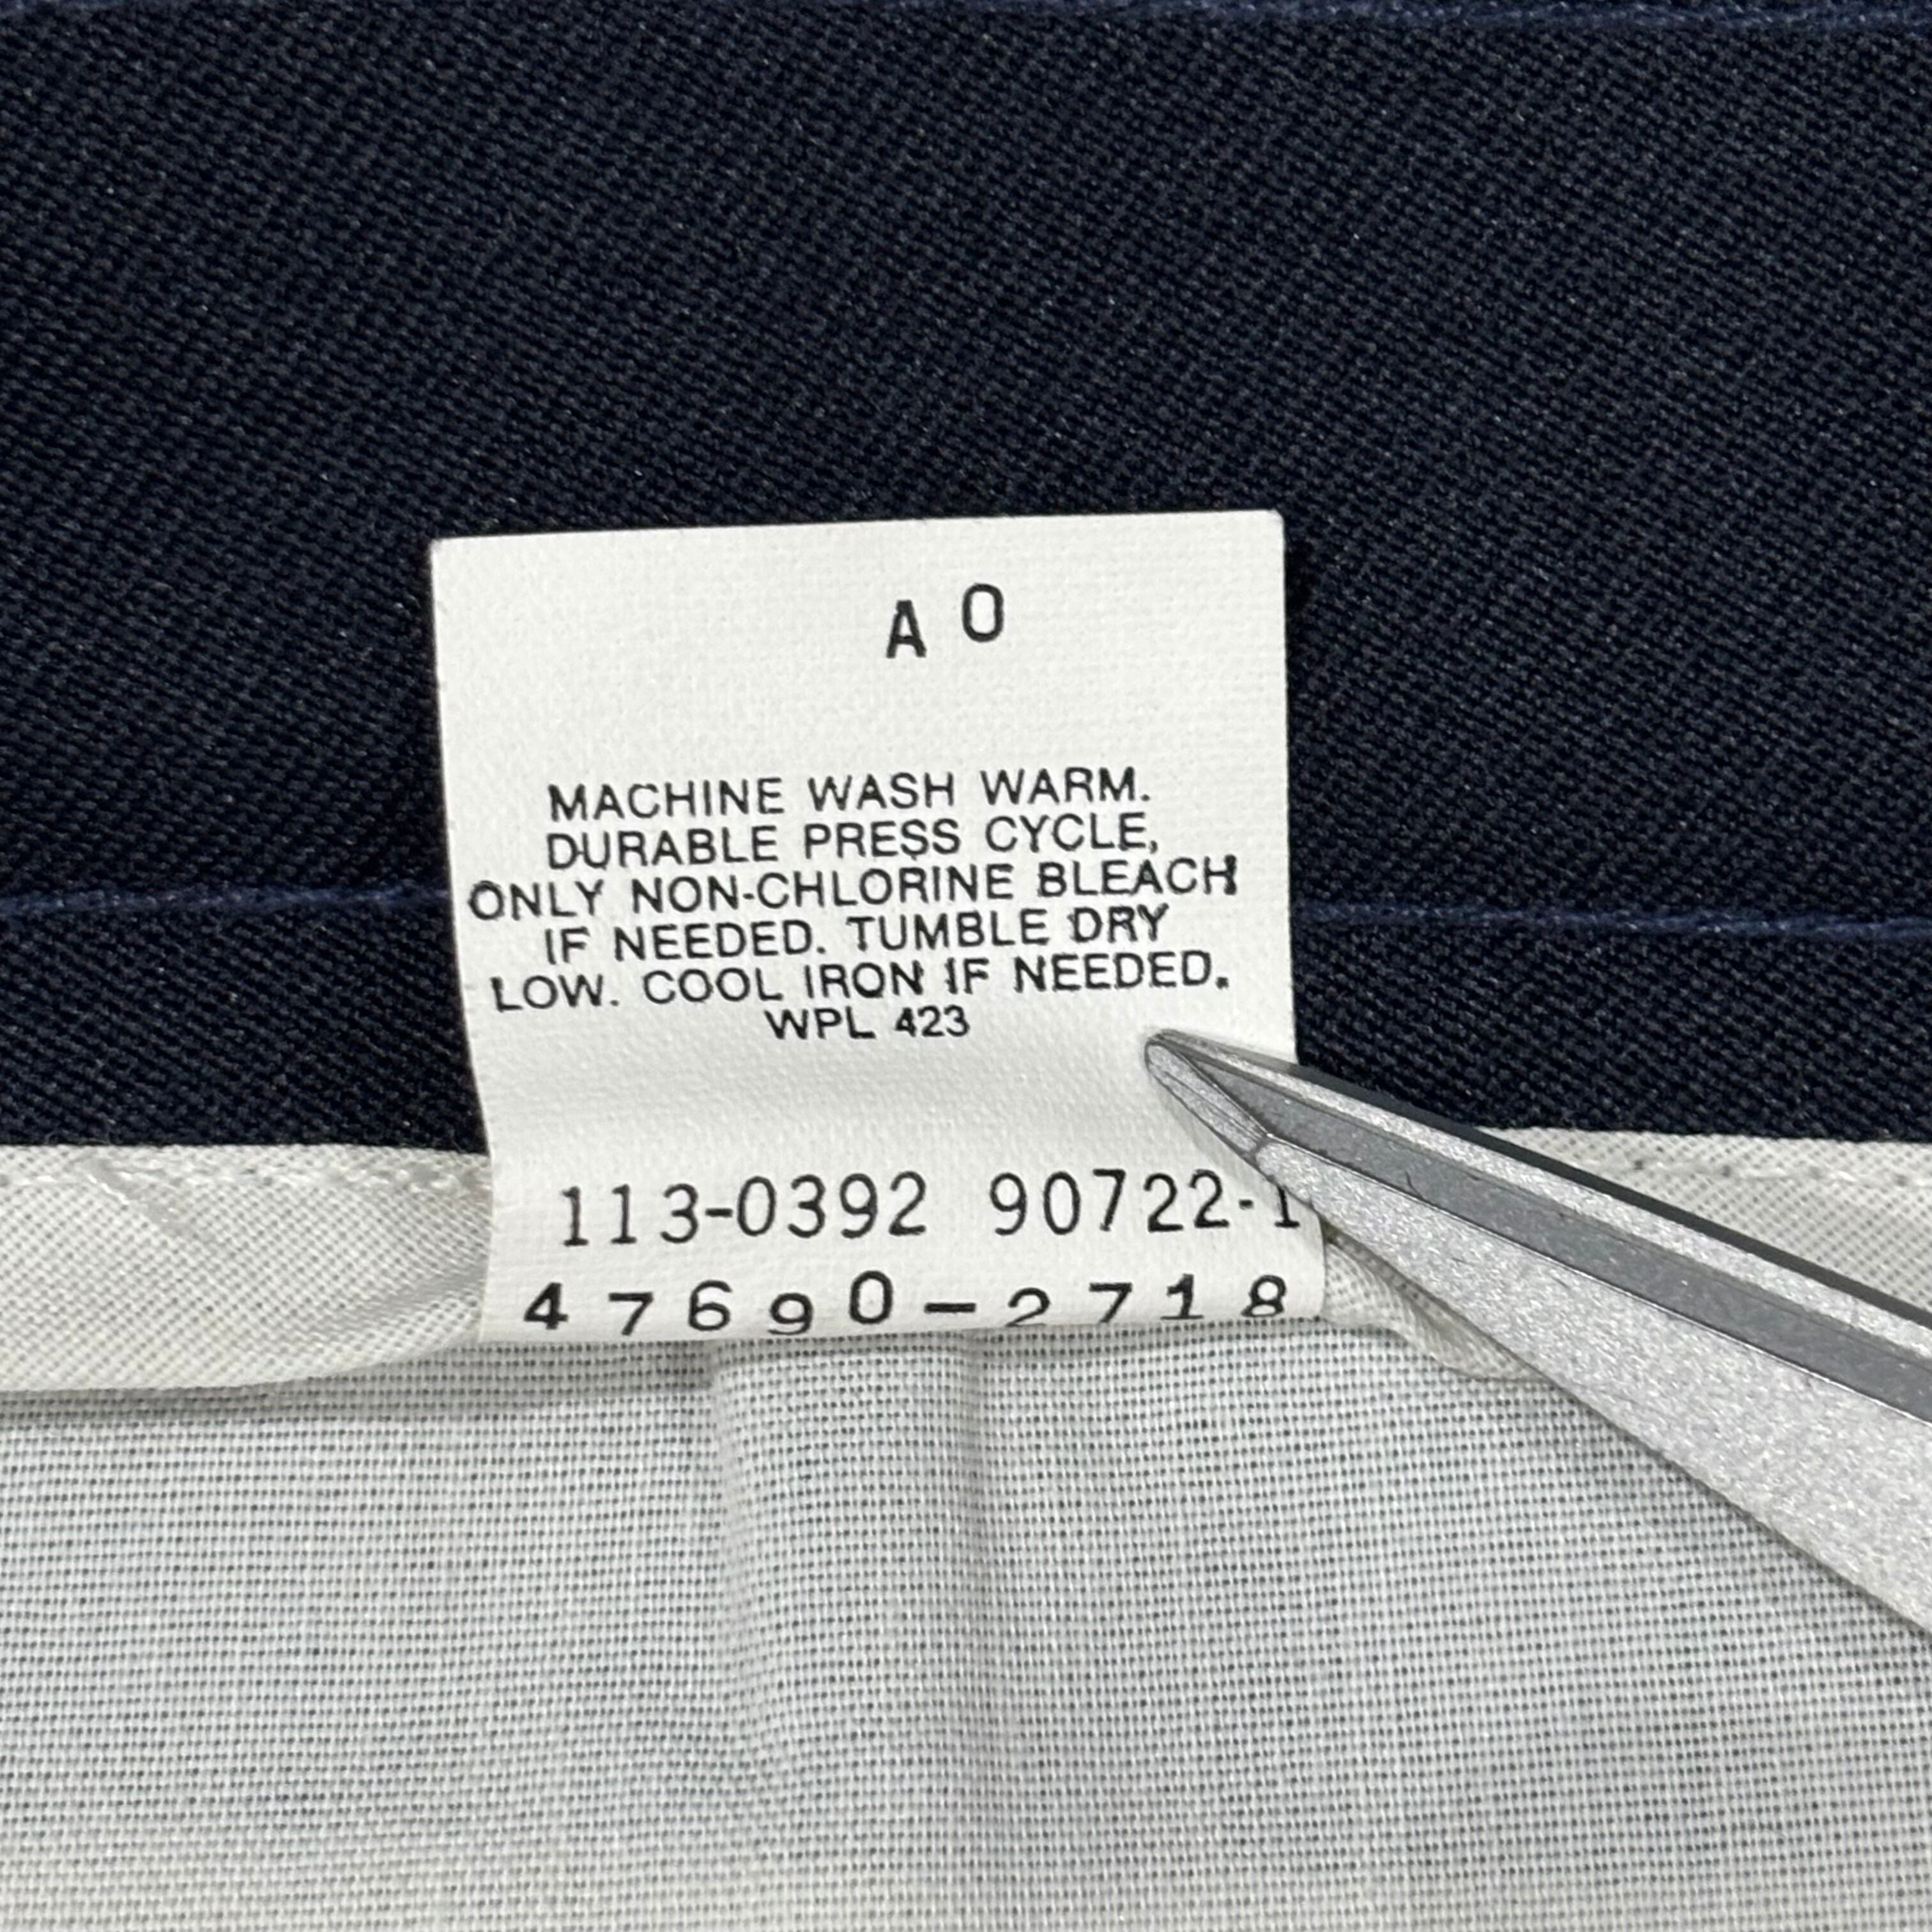 A 0
MACHINE WASH WARM.
DURABLE PRESS CYCLE,
ONLY NON-CHLORINE BLEACH
IF NEEDED. TUMBLE DRY
LOW. COOL IRON IF NEEDED.
WPL 423
113-0392 90722-1
47690-2718